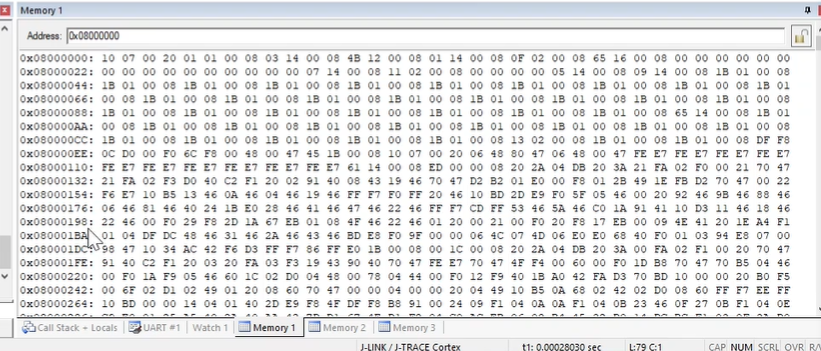 Memory 1
Address: 0x08000000
0x08000000: 10 07 00 20 01 01 00 08 03 14 00 08 4B 12 00 08 01 14 00 08 0F 02 00 08 65 16 00 08 00 00 00 00 00 00
0x08000022: 00 00 00 00 00 00 00 00 00 00 07 14 00 08 11 02 00 08 00 00 00 00 05 14 00 08 09 14 00 08 1B 01 00 08
0x08000044: 1B 01 00 08 1B 01 00 08 1B 01 00 08 1B 01 00 08 1B 01 00 08 1B 01 00 08 1B 01 00 08 1B 01 00 08 1B 01
0x08000066: 00 08 1B 01 00 08 1B 01 00 08 1B 01 00 08 1B 01 00 08 1B 01 00 08 1B 01 00 08 1B 01 00 08 1B 01 00 08
0x08000088: 1B 01 00 08 1B 01 00 08 1B 01 00 08 1B 01 00 08 1B 01 00 08 1B 01 00 08 1B 01 00 08 65 14 00 08 1B 01
0x080000AA: 00 08 1B 01 00 08 1B 01 00 08 1B 01 00 08 1B 01 00 08 1B 01 00 08 1B 01 00 08 1B 01 00 08 1B 01 00 08
0x080000CC: 1B 01 00 08 1B 01 00 08 1B 01 00 08 1B 01 00 08 1B 01 00 08 13 02 00 08 1B 01 00 08 1B 01 00 08 DF F8
0x080000EE: 0C D0 00 F0 6C F8 00 48 00 47 45 1B 00 08 10 07 00 20 06 48 80 47 06 48 00 47 FE E7 FE E7 FE E7 FE E7
0x08000110: FE E7 FE E7 FE E7 FE E7 FE E7 FE E7 61 14 00 08 ED 00 00 08 20 2A 04 DB 20 3A 21 FA 02 F1 00 20 70 47
0x08000132: 21 FA 02 F3 D0 40 C2 F1 20 02 91 40 08 43 19 46 70 47 D2 B2 01 E0 00 F8 01 2B 49 1E FB D2 70 47 00 22
0x08000154: F6 E7 10 B5 13 46 0A 46 04 46 19 46 FF F7 F0 FF 20 46 10 BD 2D E9 F0 5F 05 46 00 20 92 46 9B 46 88 46
0x08000176: 06 46 81 46 40 24 1B E0 28 46 41 46 47 46 22 46 FF F7 CD FF 53 46 5A 46 C0 1A 91 41 10 D3 11 46 18 46
0x08000198: 22 46 00 F0 29 F8 2D 1A 67 EB 01 08 4F 46 22 46 01 20 00 21 00 F0 20 F8 17 EB 00 09 4E 41 20 1E A4 F1
01 04 DF DC 48 46 31 46 2A 46 43 46 BD E8 F0 9F 00 00 06 4C 07 4D 06 E0 E0 68 40 F0 01 03 94 E8 07 00
98 47 10 34 AC 42 F6 D3 FF F7 86 FF E0 1B 00 08 00 1C 00 08 20 2A 04 DB 20 3A 00 FA 02 F1 00 20 70 47
0x080001FE: 91 40 C2 F1 20 02 03 20 FA 03 F3 19 43 90 40 70 47 FE E7 70 47 4F F4 00 60 00 F0 1D B8 70 47 70 B5 04 46
0x08000220: 00 F0 1A F9 05 46 60 1C 02 D0 04 48 00 78 04 44 00 F0 12 F9 40 1B A0 42 FA D3 70 BD 10 00 00 20 B0 F5
0x08000242: 00 6F 02 D1 02 49 01 20 08 60 70 47 00 00 04 00 00 20 04 49 10 B5 0A 68 02 42 02 D0 08 60 FF F7 EE FF
0x08000264: 10 BD 00 00 14 04 01 40 2D E9 F8 4F DF F8 B8 91 00 24 09 F1 04 0A 0A F1 04 0B 23 46 0F 27 0B F1 04 0E
Call Stack + Locals UART #1 Watch 1 Memory 1 Memory 2 Memory 3
J-LINK / J-TRACE Cortex t1: 0.00028030 sec L:79 C:1 CAP NUM SCRL OVR R/